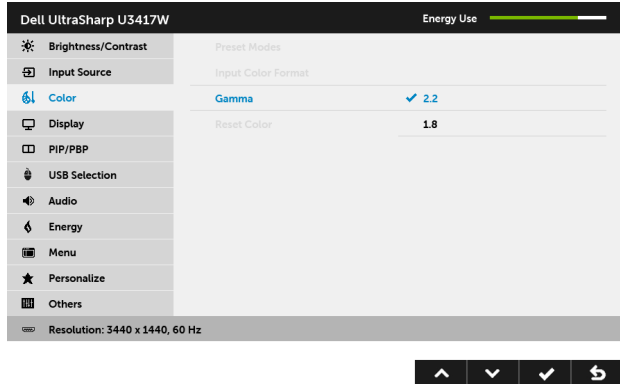 Dell UltraSharp U3417W
Energy Use
Brightness/Contrast
Preset Modes
Input Source
Input Color Format
Color
Gamma
2.2
Display
Reset Color
1.8
PIP/PBP
USB Selection
Audio
Energy
Menu
Personalize
Others
Resolution: 3440 x 1440, 60 Hz